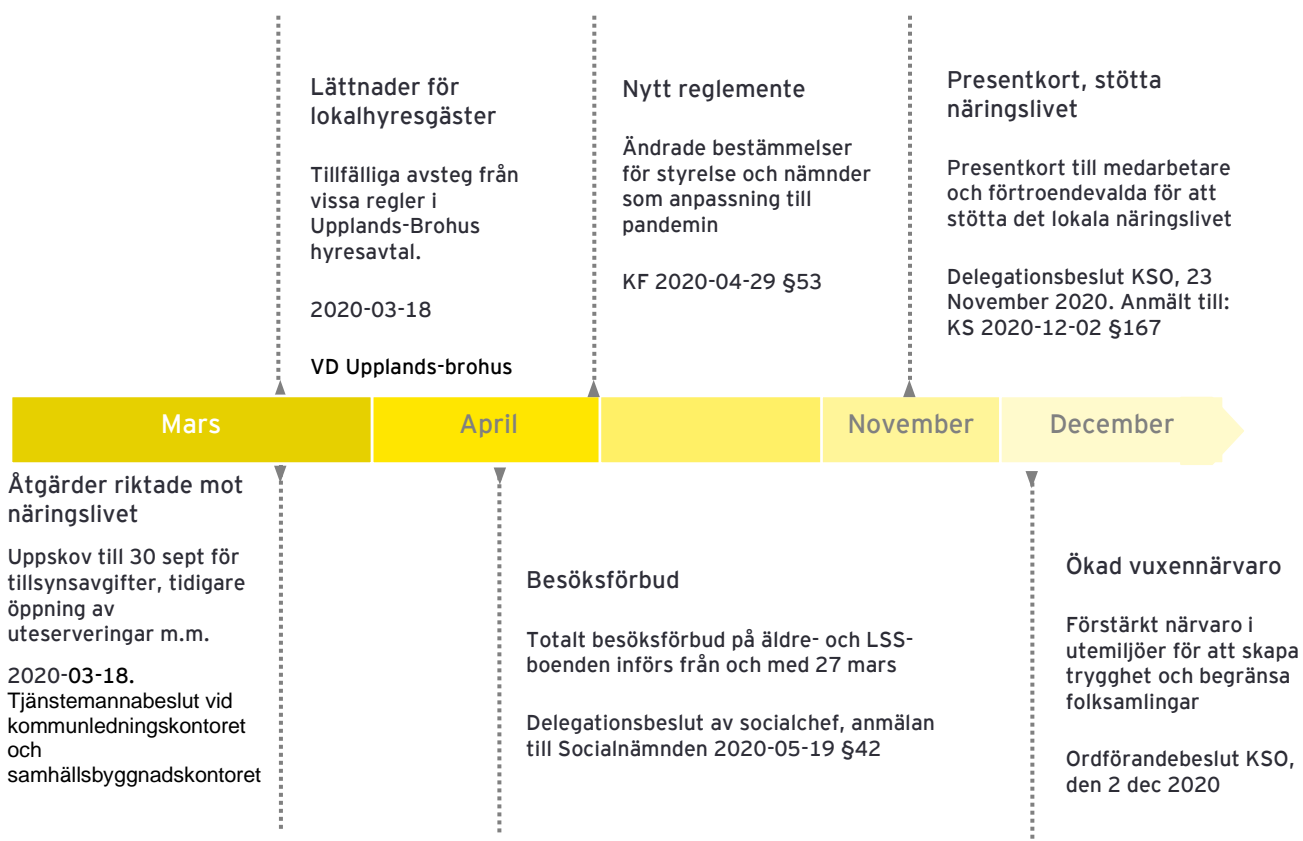 Lättnader för
lokalhyresgäster
Tillfälliga avsteg från
vissa regler i
Upplands-Brohus
hyresavtal.
2020-03-18
VD Upplands-brohus
Nytt reglemente
Ändrade bestämmelser
för styrelse och nämnder
som anpassning till
pandemin
KF 2020-04-29 §53
Presentkort, stötta
näringslivet
Presentkort till medarbetare
och förtroendevalda för att
stötta det lokala näringslivet
Delegationsbeslut KSO, 23
November 2020. Anmält till:
KS 2020-12-02 §167
Mars
April
November
December
Åtgärder riktade mot
näringslivet
Uppskov till 30 sept för
tillsynsavgifter, tidigare
öppning av
uteserveringar m.m.
2020-03-18.
Tjänstemannabeslut vid
kommunledningskontoret
och
samhällsbyggnadskontoret
Besöksförbud
Totalt besöksförbud på äldre- och LSS-
boenden införs från och med 27 mars
Delegationsbeslut av socialchef, anmälan
till Socialnämnden 2020-05-19 §42
Ökad vuxennärvaro
Förstärkt närvaro i
utemiljöer för att skapa
trygghet och begränsa
folksamlingar
Ordförandebeslut KSO,
den 2 dec 2020